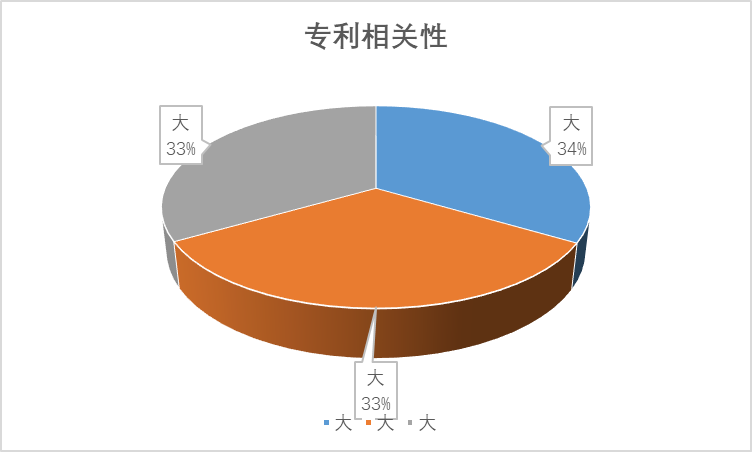 专利相关性
大
33%
大
34%
大
33%
大 大 大